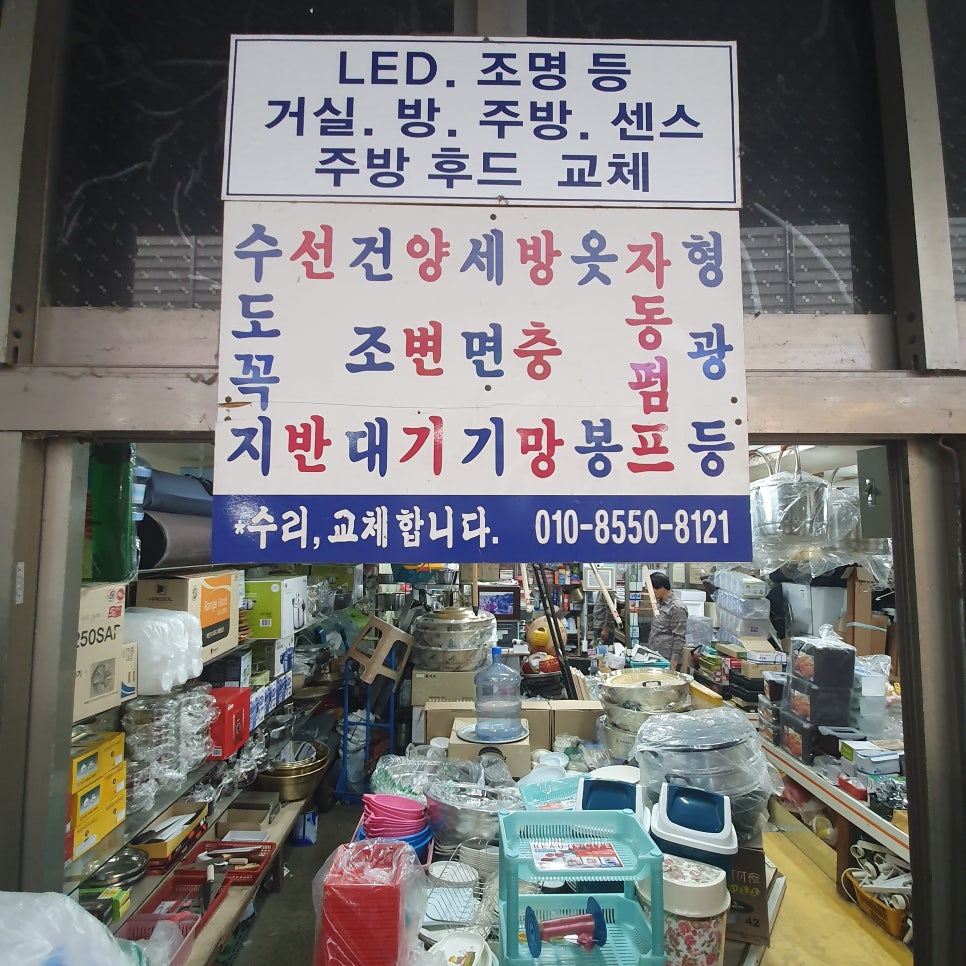 LED. 조명 등
거실. 방. 주방. 센스
주방 후드 교체
수도꼭지
선반
건조대
양변기
세면기
방충망
옷봉
자동펌프
형광등
*수리, 교체합니다. 010-8550-8121
Range Hood